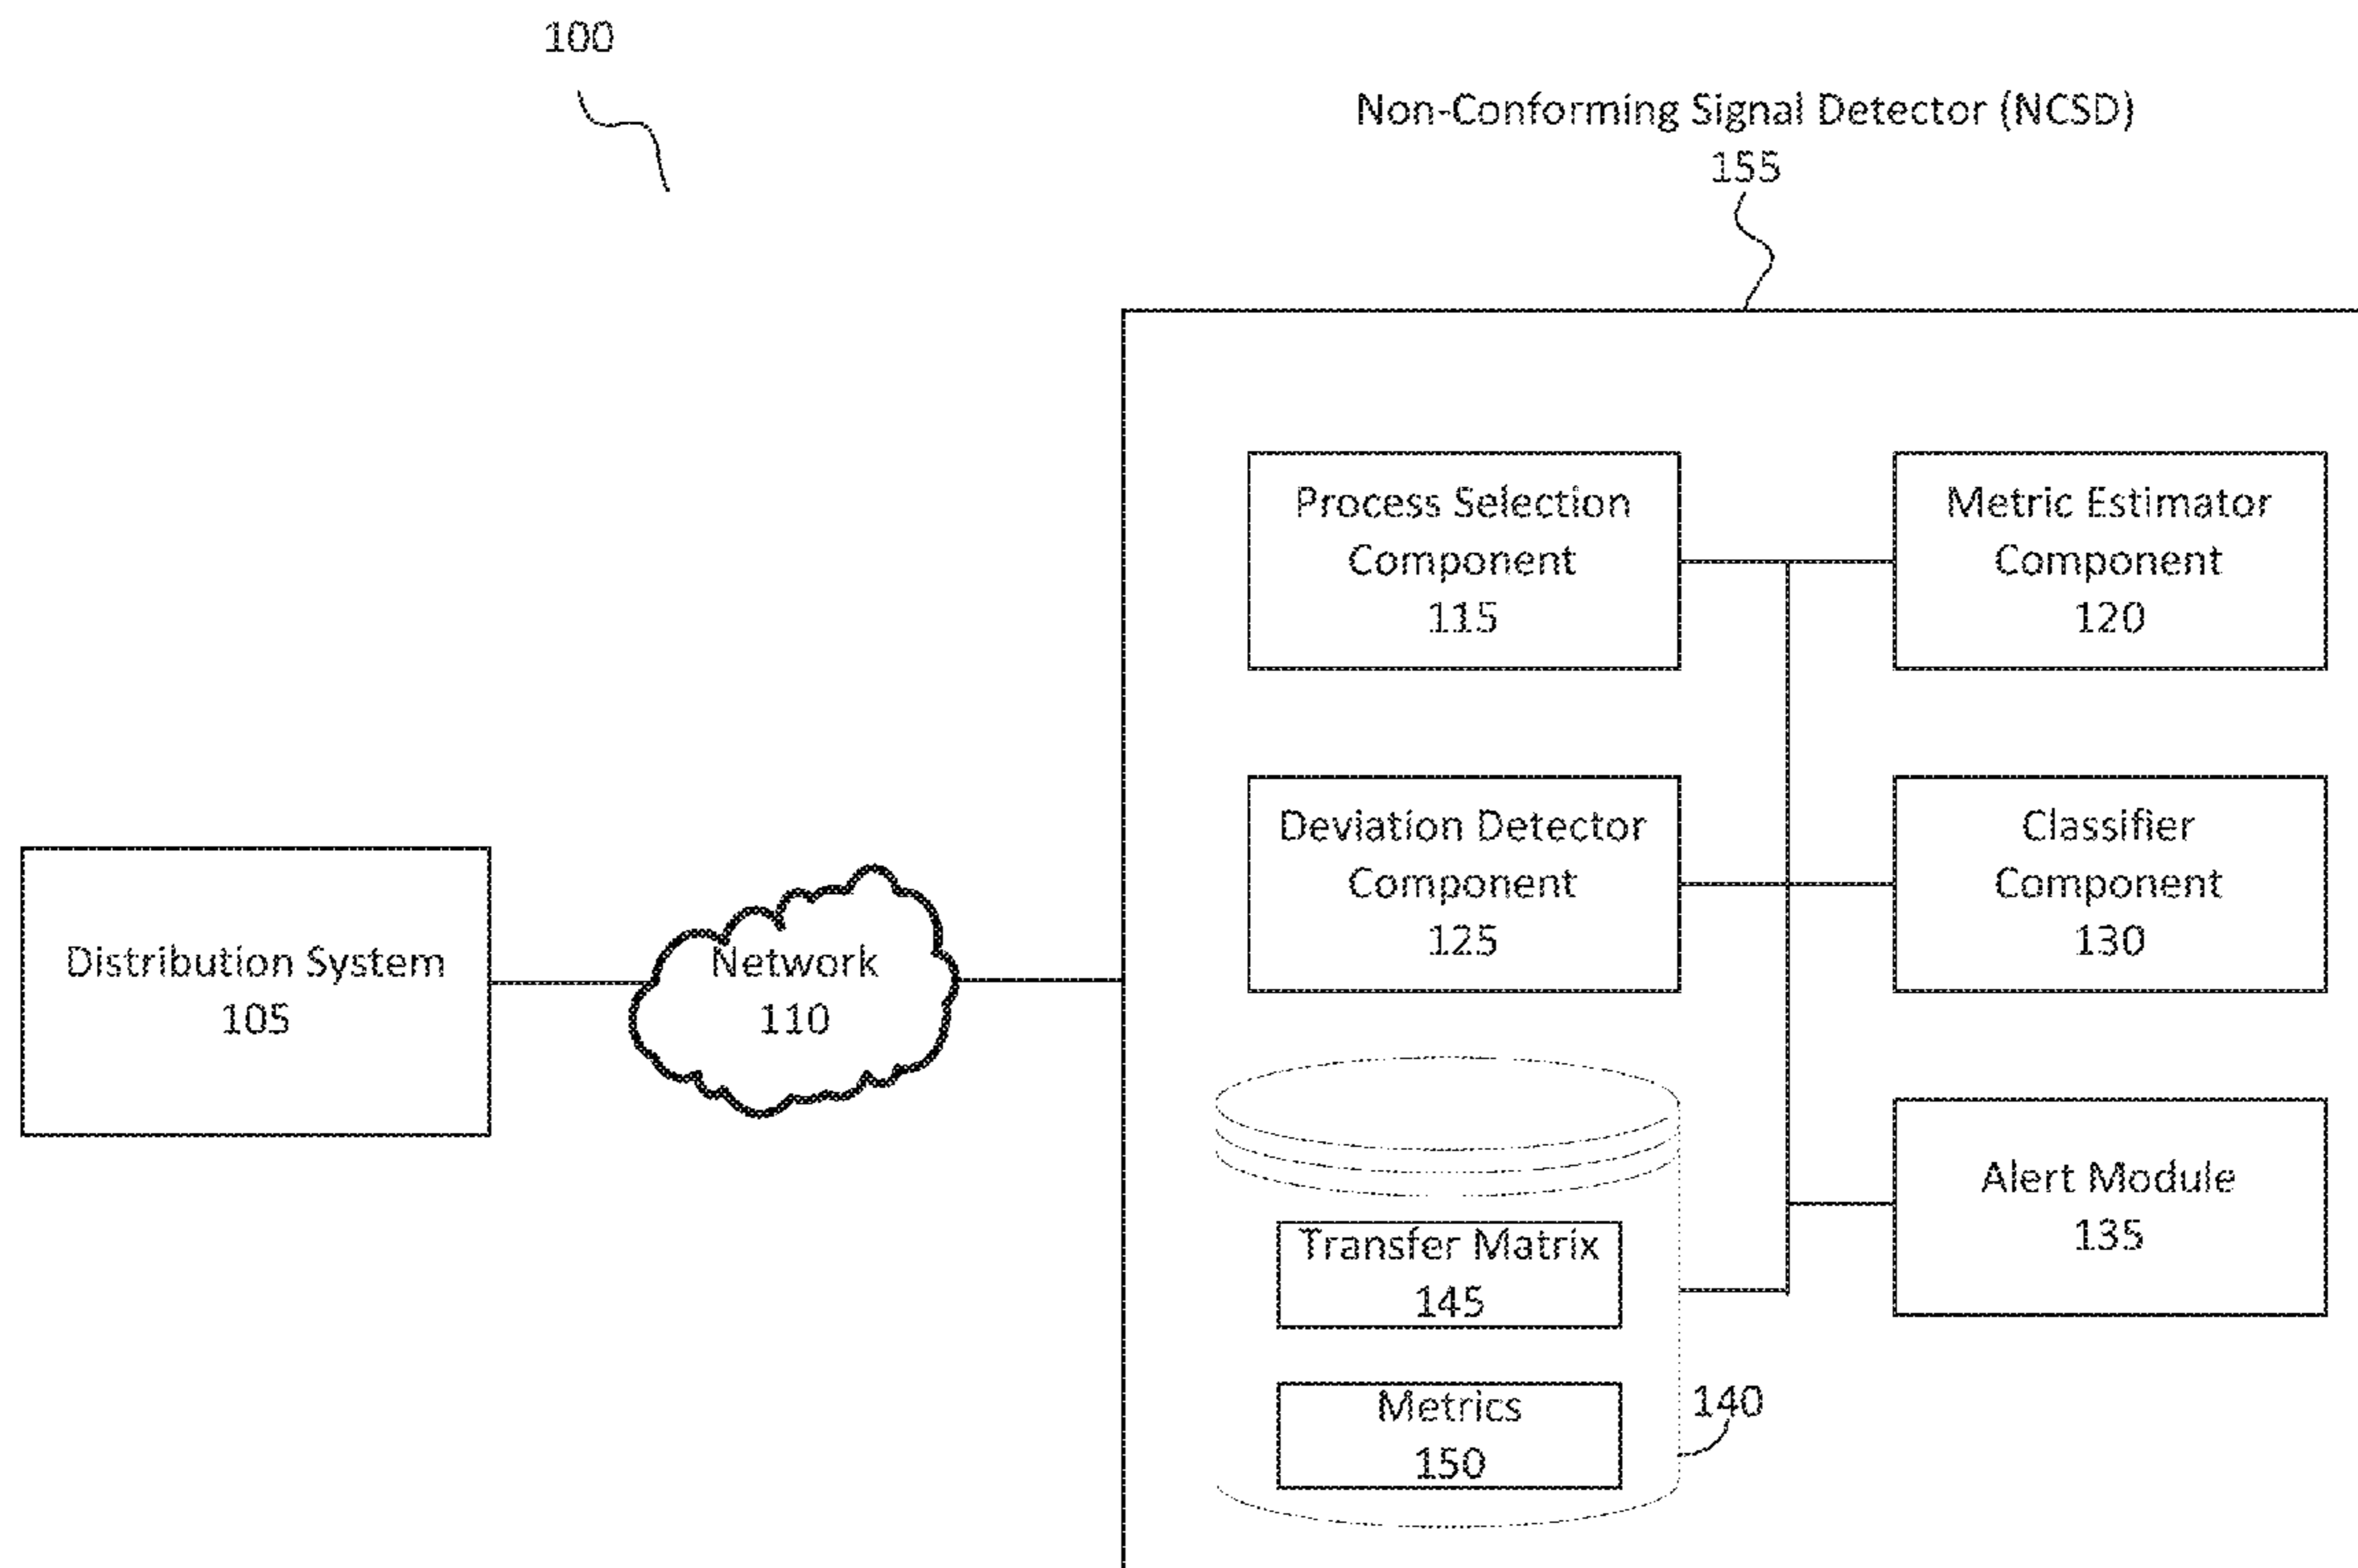 100
Non-Conforming Signal Detector (NCSD)
155
Process Selection
Component
115
Metric Estimator
Component
120
Deviation Detector
Component
125
Classifier
Component
130
Distribution System
105
Network
110
Alert Module
135
Transfer Matrix
145
Metrics
150
140